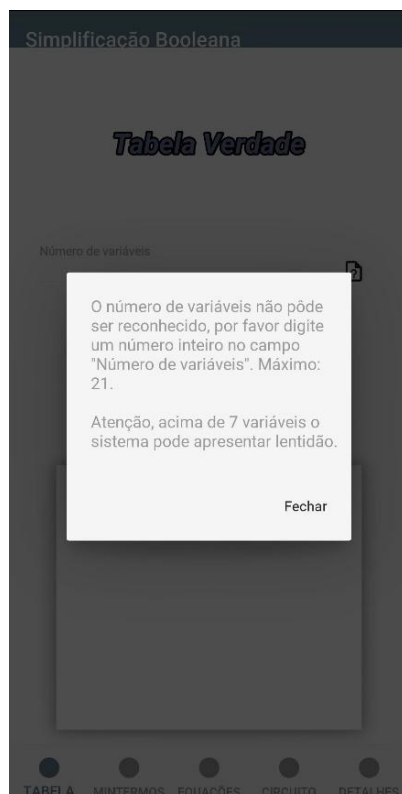 Simplificação Booleana
Tabela Verdade
Número de variáveis
O número de variáveis não pôde
ser reconhecido, por favor digite
um número inteiro no campo
"Número de variáveis". Máximo:
21.
Atenção, acima de 7 variáveis o
sistema pode apresentar lentidão.
Fechar
TABELA MINTERMOS EQUAÇÕES CIRCUITO DETALHES